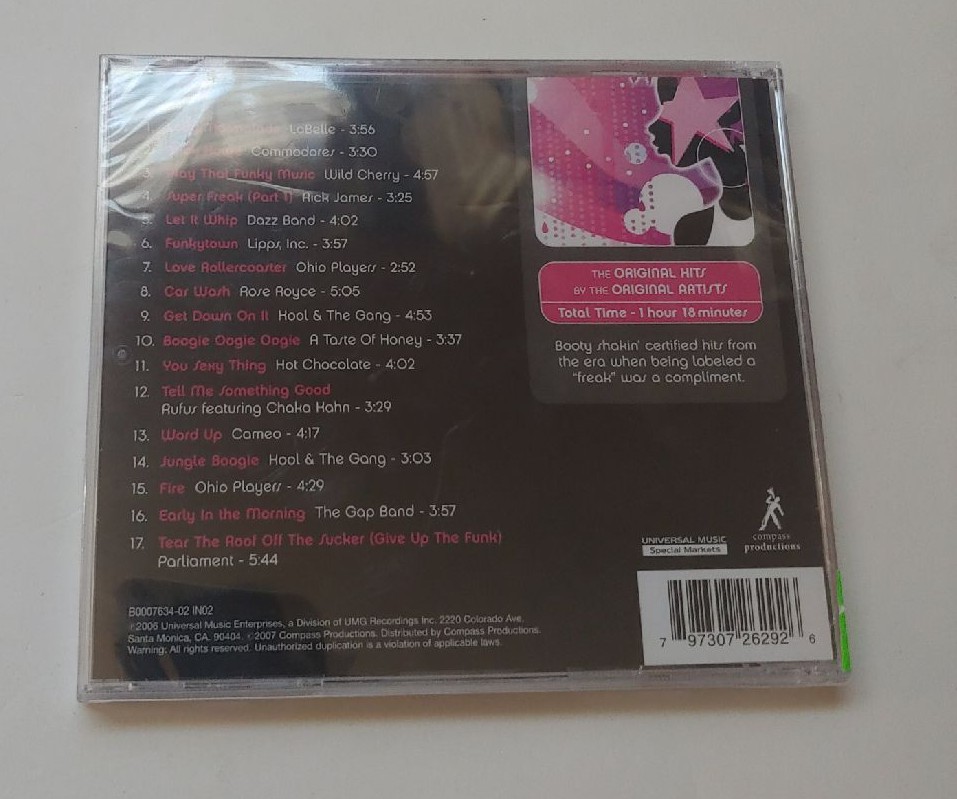 LaBelle - 3:56
Commodores - 3:30
3. Play That Funky Music Wild Cherry - 4:57
4. Super Freak (Part 1) Rick James - 3:25
5. Let It Whip Dazz Band - 4:02
6. Funkytown Lipps, Inc. - 3:57
7. Love Rollercoaster Ohio Players - 2:52
8. Car Wash Rose Royce - 5:05
9. Get Down On It Kool & The Gang - 4:53
10. Boogie Oogie Oogie A Taste Of Honey - 3:37
11. You Sexy Thing Hot Chocolate - 4:02
12. Tell Me Something Good
Rufus featuring Chaka Kahn - 3:29
13. Word Up Cameo - 4:17
14. Jungle Boogie Kool & The Gang - 3:03
15. Fire Ohio Players - 4:29
16. Early In the Morning The Gap Band - 3:57
17. Tear The Roof Off The Sucker (Give Up The Funk)
Parliament - 5:44
THE ORIGINAL HITS
BY THE ORIGINAL ARTISTS
Total Time - 1 hour 18 minutes
Booty shakin' certified hits from
the era when being labeled a
"freak" was a compliment.
UNIVERSAL MUSIC
Special Markets
compass
productions
B0007634-02 IN02
℗2006 Universal Music Enterprises, a Division of UMG Recordings Inc. 2220 Colorado Ave.
Santa Monica, CA. 90404. ©2007 Compass Productions. Distributed by Compass Productions.
Warning: All rights reserved. Unauthorized duplication is a violation of applicable laws.
7 97307 26292 6